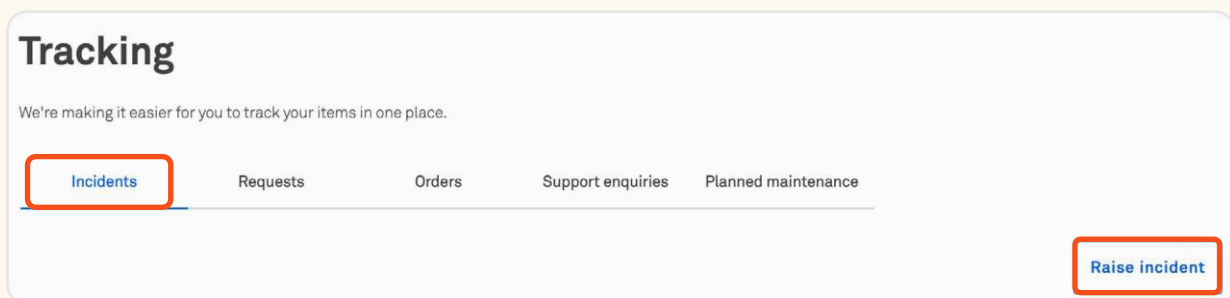 Tracking
We're making it easier for you to track your items in one place.
Incidents Requests Orders Support enquiries Planned maintenance
Raise incident